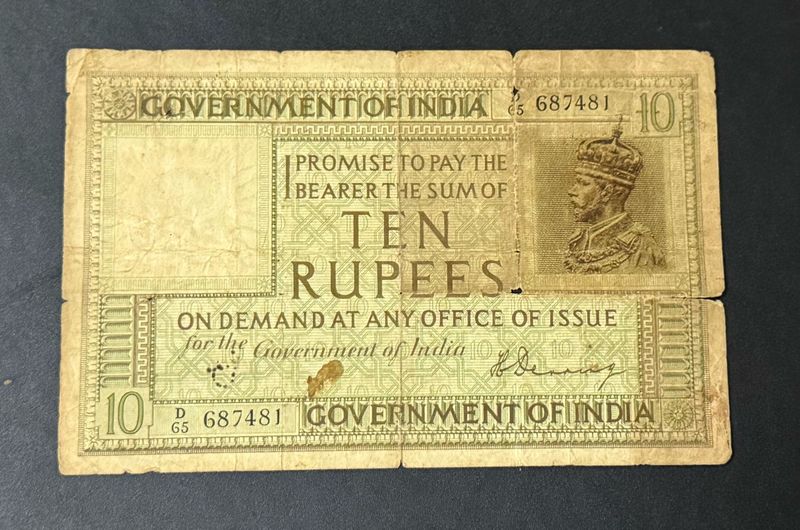 GOVERNMENT OF INDIA
D/65 687481
10
I PROMISE TO PAY THE
BEARER THE SUM OF
TEN
RUPEES
ON DEMAND AT ANY OFFICE OF ISSUE
for the Government of India
H Denning
10
D/65 687481
GOVERNMENT OF INDIA